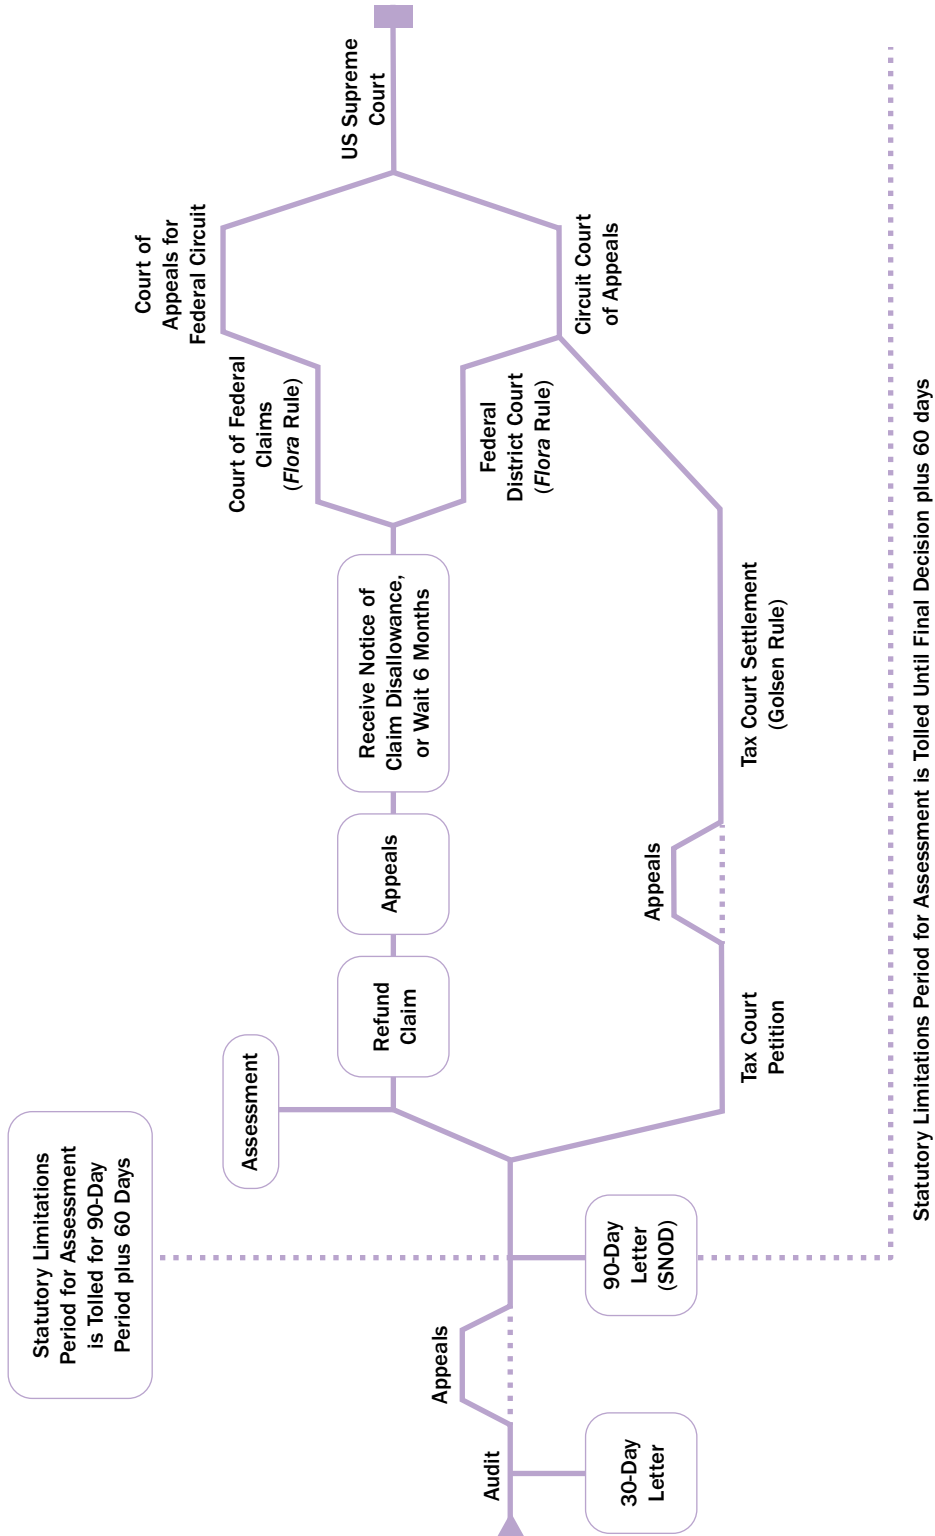 Audit
30-Day
Letter
Appeals
Statutory Limitations
Period for Assessment
is Tolled for 90-Day
Period plus 60 Days
90-Day
Letter
(SNOD)
Assessment
Refund
Claim
Appeals
Receive Notice of
Claim Disallowance,
or Wait 6 Months
Court of Federal
Claims
(Flora Rule)
Court of
Appeals for
Federal Circuit
Federal
District Court
(Flora Rule)
Circuit Court
of Appeals
US Supreme
Court
Tax Court
Petition
Appeals
Tax Court Settlement
(Golsen Rule)
Statutory Limitations Period for Assessment is Tolled Until Final Decision plus 60 days